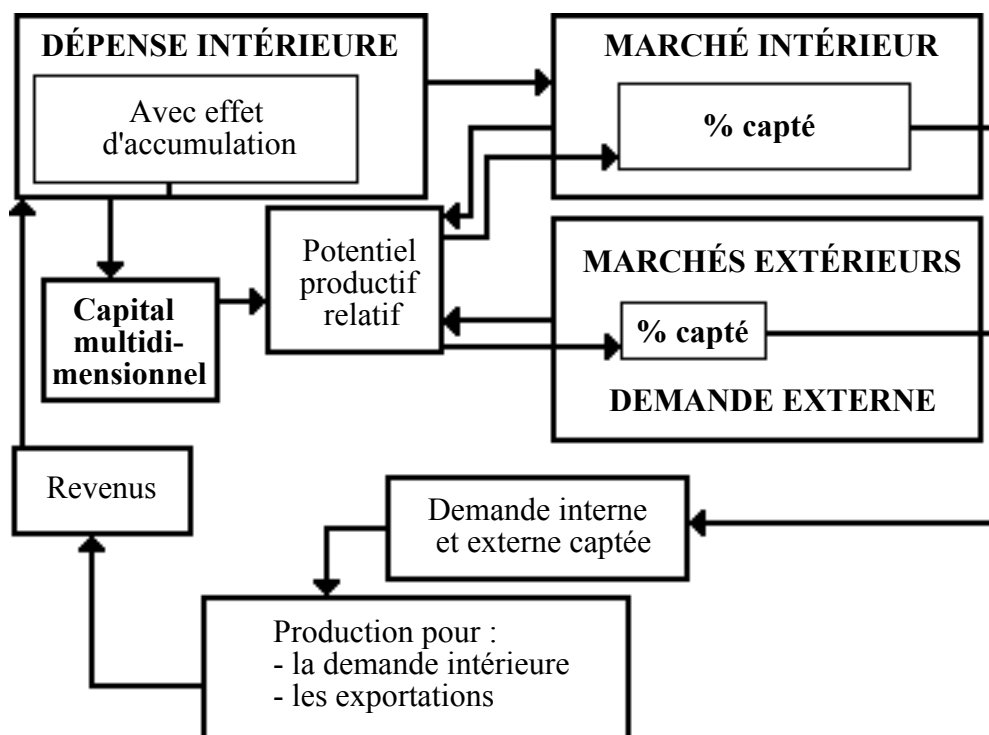 DÉPENSE INTÉRIEURE
Avec effet
d'accumulation
MARCHÉ INTÉRIEUR
% capté
Potentiel
productif
relatif
MARCHÉS EXTÉRIEURS
% capté
DEMANDE EXTERNE
Capital
multidi-
mensionnel
Revenus
Demande interne
et externe captée
Production pour :
- la demande intérieure
- les exportations